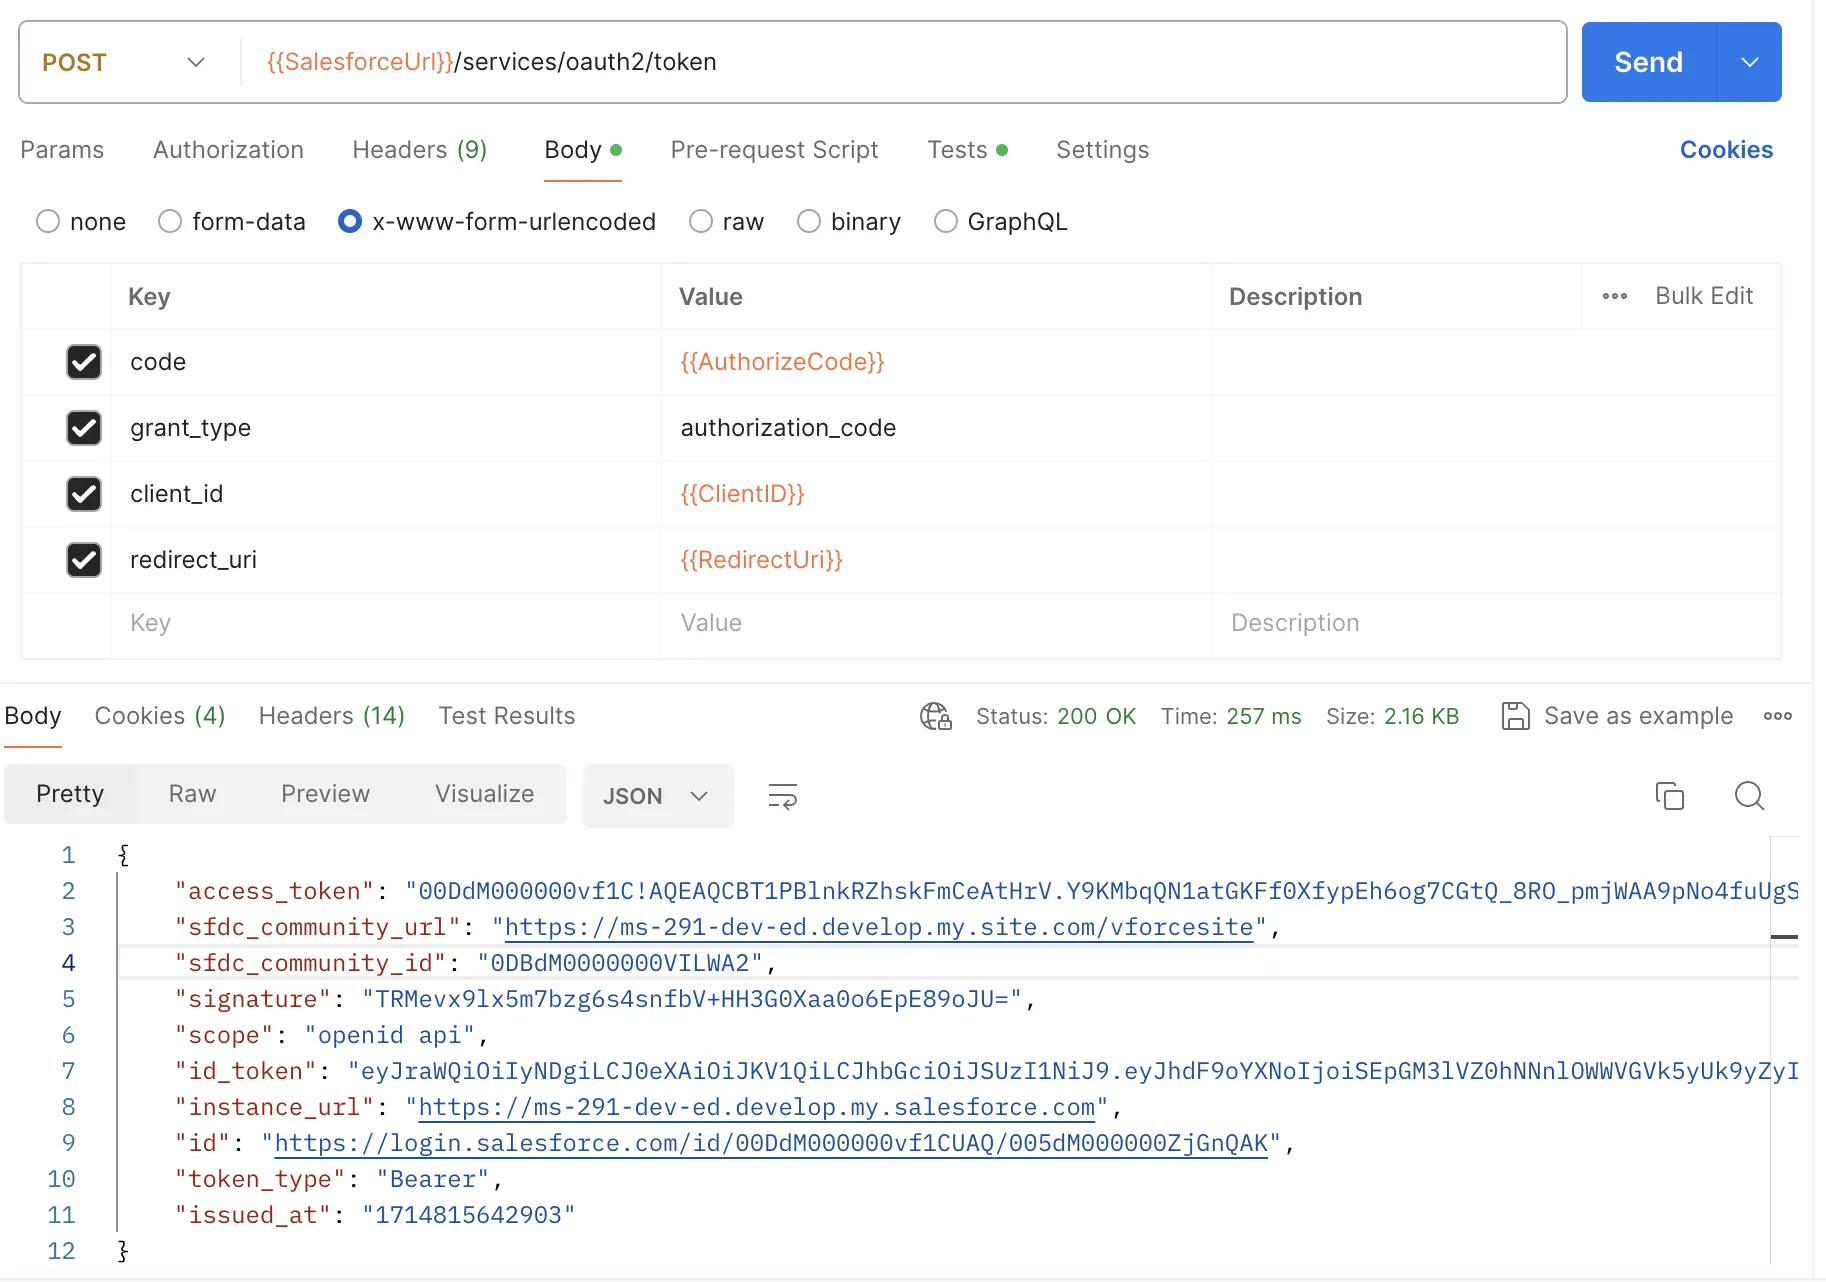 POST {{SalesforceUrl}}/services/oauth2/token Send
Params Authorization Headers (9) Body Pre-request Script Tests Settings Cookies
none form-data x-www-form-urlencoded raw binary GraphQL
Key Value Description Bulk Edit
code {{AuthorizeCode}}
grant_type authorization_code
client_id {{ClientID}}
redirect_uri {{RedirectUri}}
Key Value Description
Body Cookies (4) Headers (14) Test Results Status: 200 OK Time: 257 ms Size: 2.16 KB Save as example
Pretty Raw Preview Visualize JSON
1 {
2 "access_token": "00DdM000000vf1C!AQEAQCBT1PBlnkRZhskFmCeAtHrV.Y9KMbqQN1atGKFf0XfypEh6og7CGtQ_8RO_pmjWAA9pNo4fuUgS
3 "sfdc_community_url": "https://ms-291-dev-ed.develop.my.site.com/vforcesite",
4 "sfdc_community_id": "0DBdM0000000VILWA2",
5 "signature": "TRMevx9lx5m7bzg6s4snfbV+HH3G0Xaa0o6EpE89oJU=",
6 "scope": "openid api",
7 "id_token": "eyJraWQiOiIyNDgiLCJ0eXAiOiJKV1QiLCJhbGciOiJSUzI1NiJ9.eyJhdF9oYXNoIjoiSEpGM3lVZ0hNNnlOWWVGVk5yUk9yZyI
8 "instance_url": "https://ms-291-dev-ed.develop.my.salesforce.com",
9 "id": "https://login.salesforce.com/id/00DdM000000vf1CUAQ/005dM000000ZjGnQAK",
10 "token_type": "Bearer",
11 "issued_at": "1714815642903"
12 }